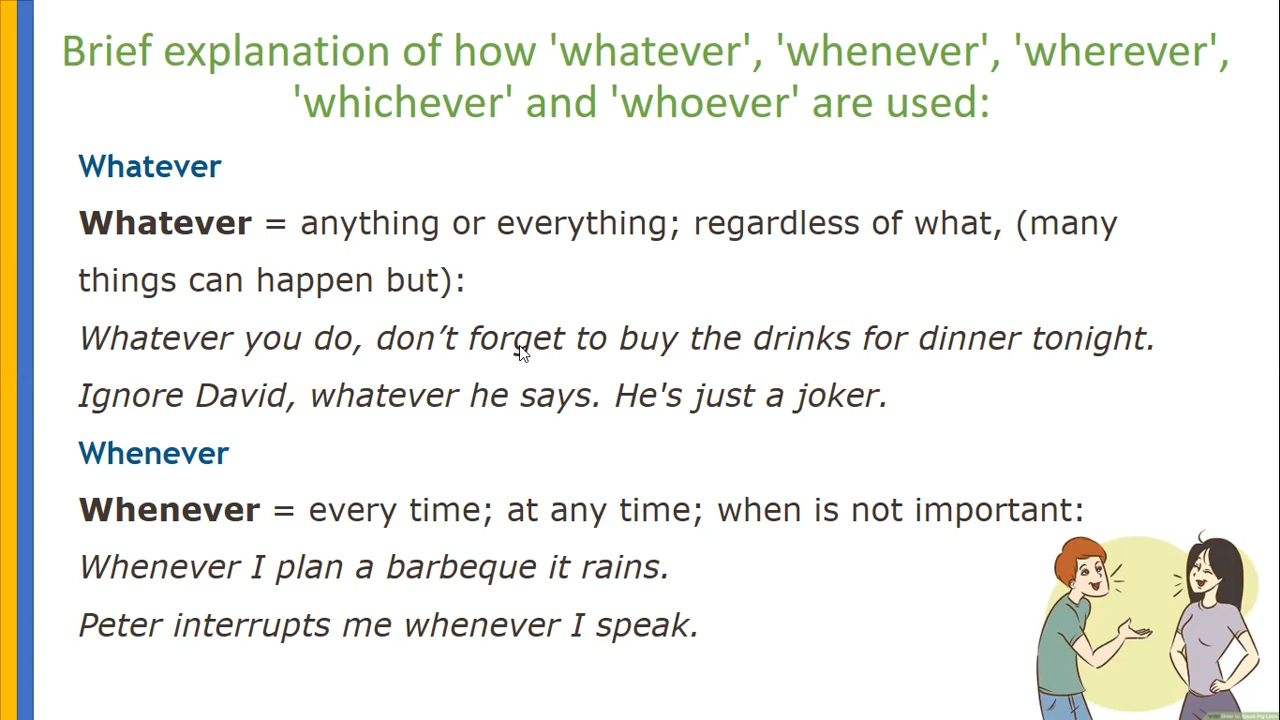 Brief explanation of how 'whatever', 'whenever', 'wherever',
'whichever' and 'whoever' are used:
Whatever
Whatever = anything or everything; regardless of what, (many
things can happen but):
Whatever you do, don’t forget to buy the drinks for dinner tonight.
Ignore David, whatever he says. He's just a joker.
Whenever
Whenever = every time; at any time; when is not important:
Whenever I plan a barbeque it rains.
Peter interrupts me whenever I speak.